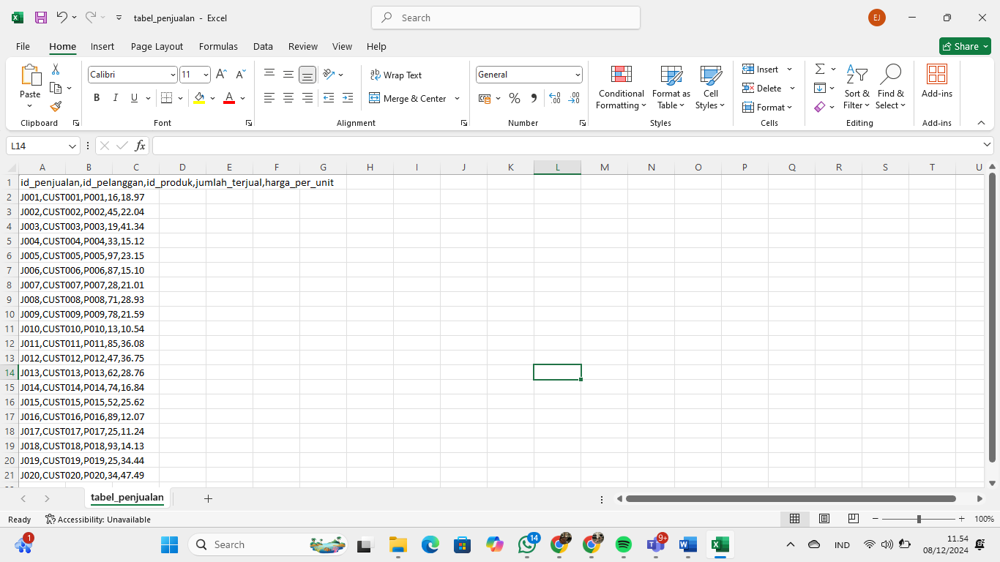 tabel_penjualan - Excel
Search
EJ
File Home Insert Page Layout Formulas Data Review View Help
Share
Paste
Clipboard
Calibri 11
B I U
Font
Wrap Text
Merge & Center
Alignment
General
Number
Conditional Formatting
Format as Table
Cell Styles
Styles
Insert
Delete
Format
Cells
Sort & Filter
Find & Select
Editing
Add-ins
Add-ins
L14
fx
A B C D E F G H I J K L M N O P Q R S T U
1 id_penjualan,id_pelanggan,id_produk,jumlah_terjual,harga_per_unit
2 J001,CUST001,P001,16,18.97
3 J002,CUST002,P002,45,22.04
4 J003,CUST003,P003,19,41.34
5 J004,CUST004,P004,33,15.12
6 J005,CUST005,P005,97,23.15
7 J006,CUST006,P006,87,15.10
8 J007,CUST007,P007,28,21.01
9 J008,CUST008,P008,71,28.93
10 J009,CUST009,P009,78,21.59
11 J010,CUST010,P010,13,10.54
12 J011,CUST011,P011,85,36.08
13 J012,CUST012,P012,47,36.75
14 J013,CUST013,P013,62,28.76
15 J014,CUST014,P014,74,16.84
16 J015,CUST015,P015,52,25.62
17 J016,CUST016,P016,89,12.07
18 J017,CUST017,P017,25,11.24
19 J018,CUST018,P018,93,14.13
20 J019,CUST019,P019,25,34.44
21 J020,CUST020,P020,34,47.49
tabel_penjualan
Ready
Accessibility: Unavailable
100%
1
Search
14
9+
IND
11.54
08/12/2024